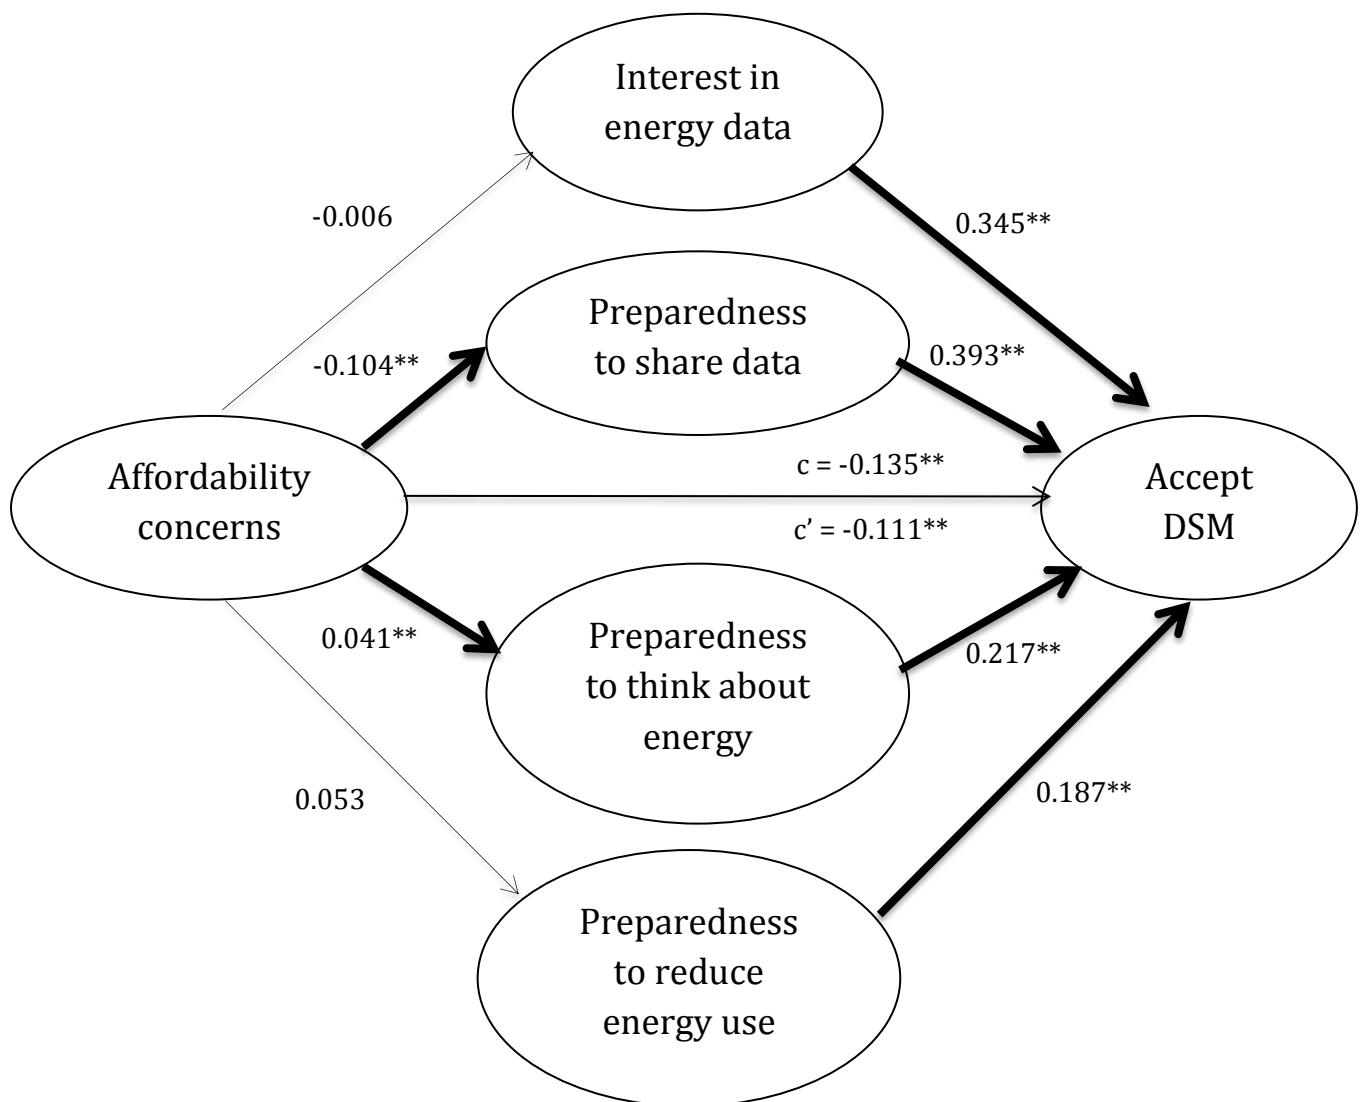 Interest in
energy data
-0.006
0.345**
Preparedness
to share data
-0.104**
0.393**
Affordability
concerns
c = -0.135**
c’ = -0.111**
Accept
DSM
0.041**
Preparedness
to think about
energy
0.217**
0.053
0.187**
Preparedness
to reduce
energy use